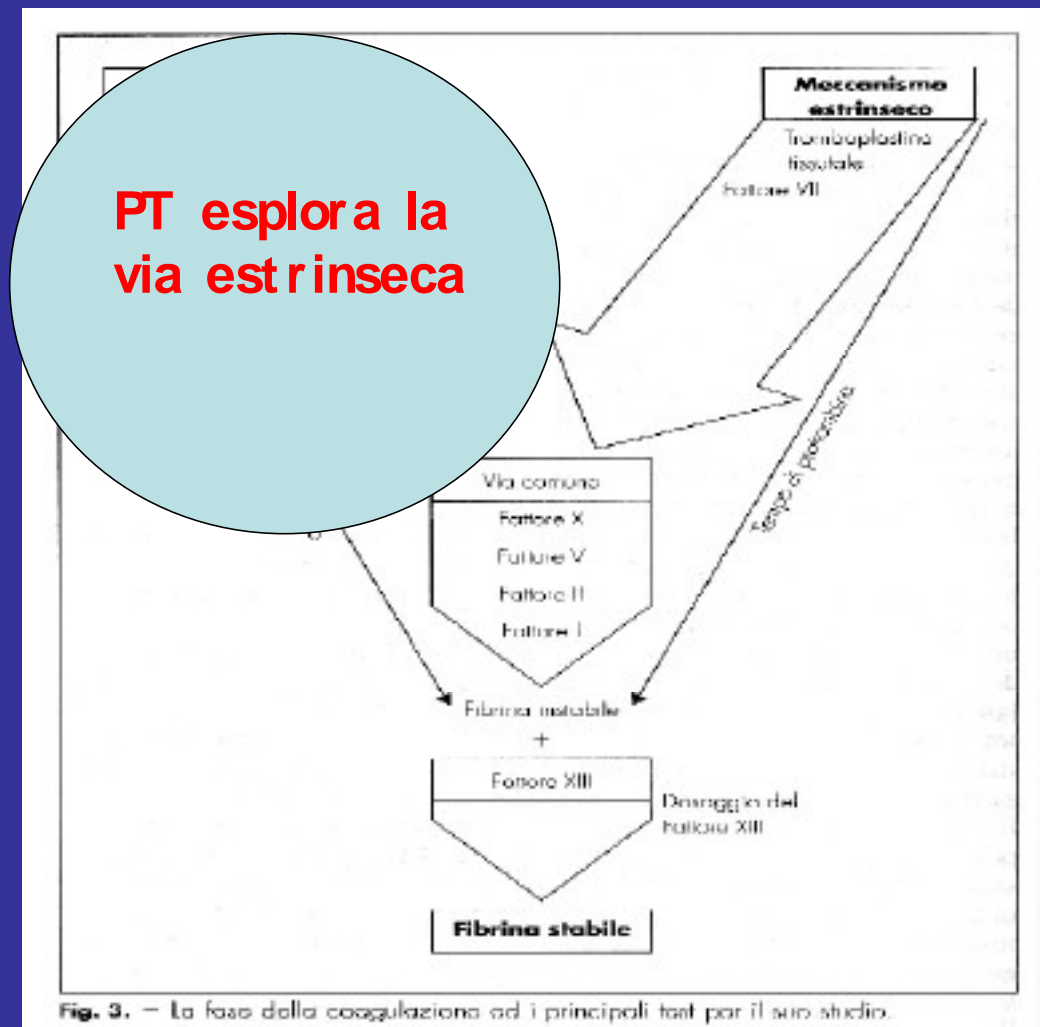 PT esplora la
via estrinseca
Meccanismo
estrinseco
Tromboplastina
tissutale
Fattore VII
Tempo di protrombina
Via comune
Fattore X
Fattore V
Fattore II
Fattore I
Fibrina instabile
+
Fattore XIII
Dosaggio del
Fattore XIII
Fibrina stabile
Fig. 3. — Le fase della coagulazione ed i principali test per il suo studio.